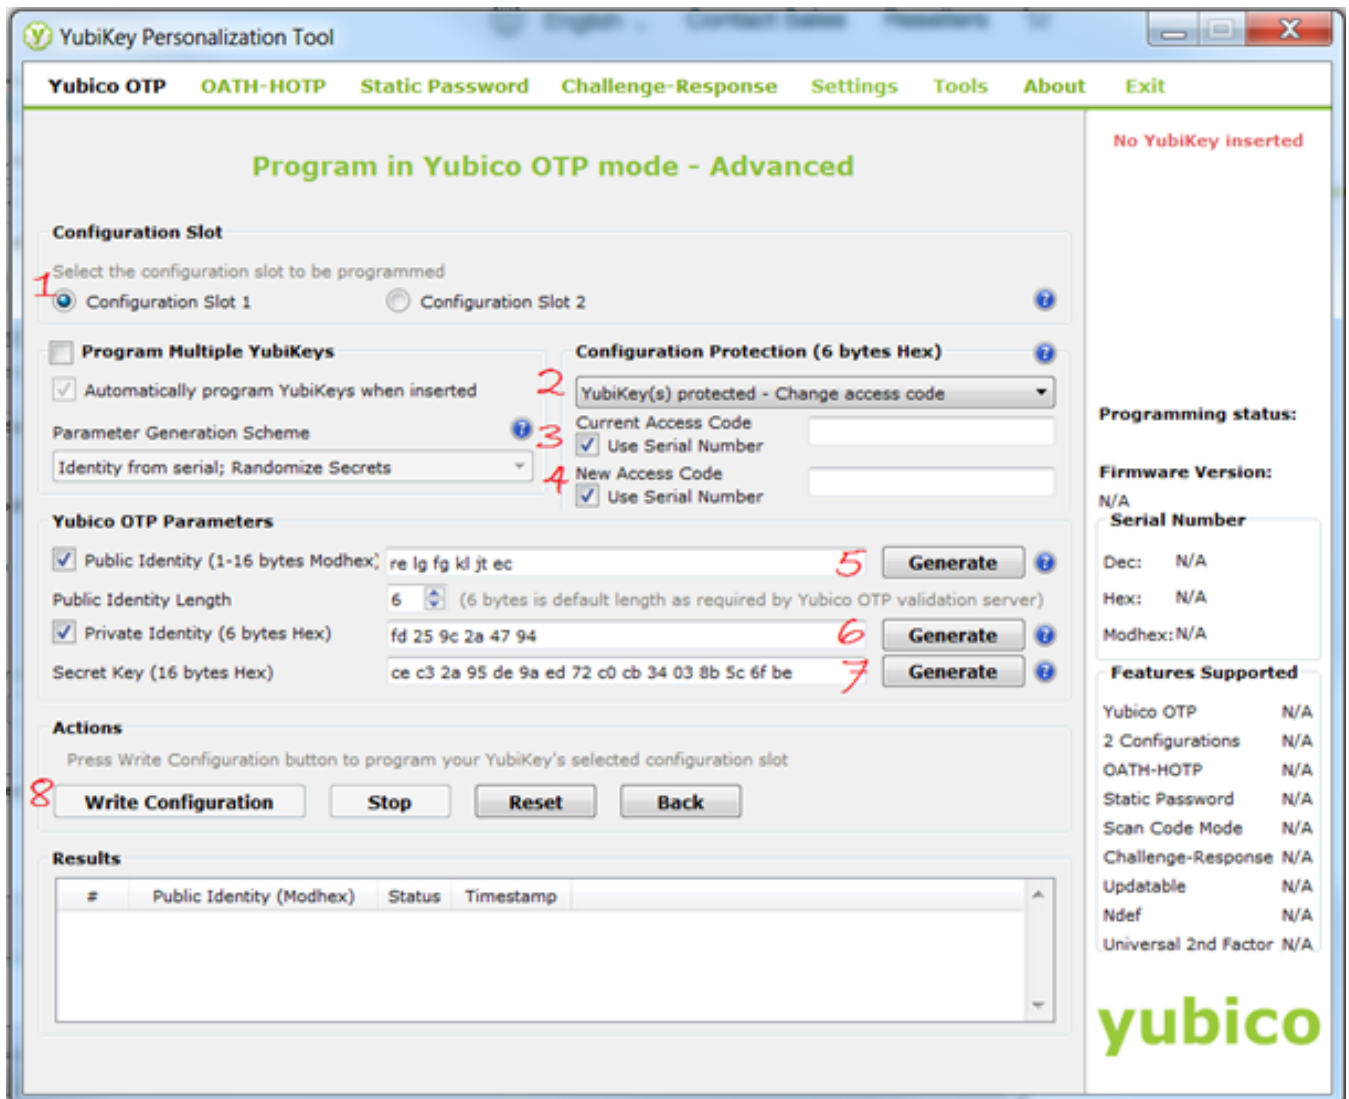 English Contact Sales Resellers
YubiKey Personalization Tool
Yubico OTP OATH-HOTP Static Password Challenge-Response Settings Tools About Exit
No YubiKey inserted
Program in Yubico OTP mode - Advanced
Configuration Slot
Select the configuration slot to be programmed
1 Configuration Slot 1 Configuration Slot 2 ?
Program Multiple YubiKeys
Automatically program YubiKeys when inserted
Parameter Generation Scheme ?
Identity from serial; Randomize Secrets
Configuration Protection (6 bytes Hex) ?
2 YubiKey(s) protected - Change access code
Current Access Code
3 Use Serial Number
New Access Code
4 Use Serial Number
Yubico OTP Parameters
Public Identity (1-16 bytes Modhex) re lg fg kl jt ec 5 Generate ?
Public Identity Length 6 (6 bytes is default length as required by Yubico OTP validation server)
Private Identity (6 bytes Hex) fd 25 9c 2a 47 94 6 Generate ?
Secret Key (16 bytes Hex) ce c3 2a 95 de 9a ed 72 c0 cb 34 03 8b 5c 6f be 7 Generate ?
Actions
Press Write Configuration button to program your YubiKey's selected configuration slot
8 Write Configuration Stop Reset Back
Results
# Public Identity (Modhex) Status Timestamp
Programming status:
Firmware Version:
N/A
Serial Number
Dec: N/A
Hex: N/A
Modhex: N/A
Features Supported
Yubico OTP N/A
2 Configurations N/A
OATH-HOTP N/A
Static Password N/A
Scan Code Mode N/A
Challenge-Response N/A
Updatable N/A
Ndef N/A
Universal 2nd Factor N/A
yubico